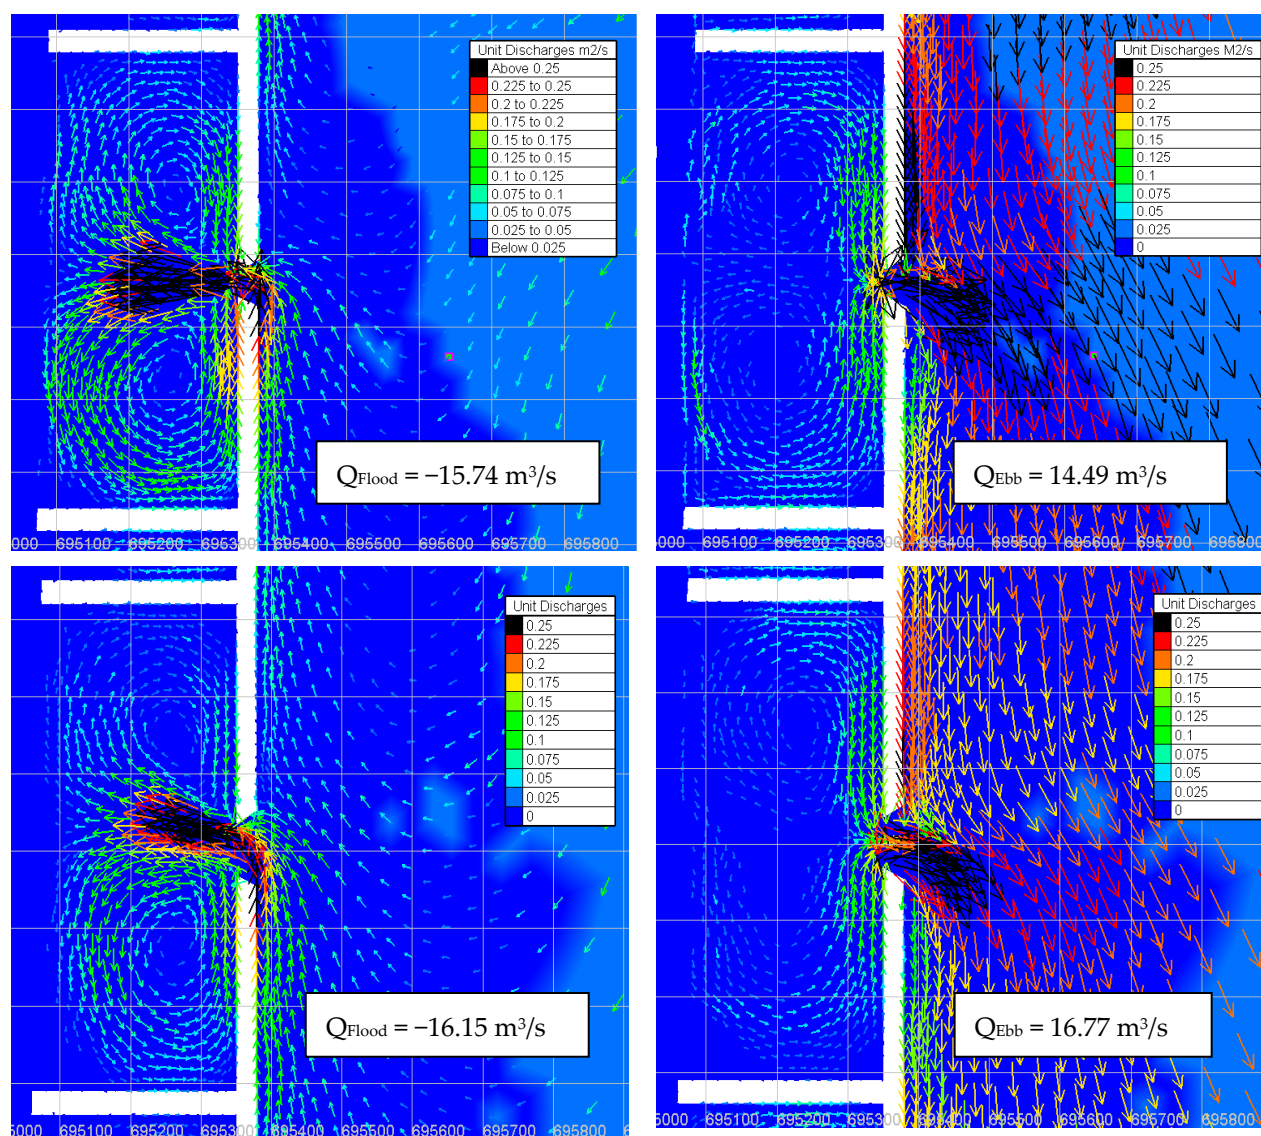 Unit Discharges m2/s
Above 0.25
0.225 to 0.25
0.2 to 0.225
0.175 to 0.2
0.15 to 0.175
0.125 to 0.15
0.1 to 0.125
0.075 to 0.1
0.05 to 0.075
0.025 to 0.05
Below 0.025
QFlood = −15.74 m³/s
000 695100 695200 695300 695400 695500 695600 695700 695800
Unit Discharges M2/s
0.25
0.225
0.2
0.175
0.15
0.125
0.1
0.075
0.05
0.025
0
QEbb = 14.49 m³/s
5000 695100 695200 695300 695400 695500 695600 695700 695800
Unit Discharges
0.25
0.225
0.2
0.175
0.15
0.125
0.1
0.075
0.05
0.025
0
QFlood = −16.15 m³/s
5000 695100 695200 695300 695400 695500 695600 695700 695800
Unit Discharges
0.25
0.225
0.2
0.175
0.15
0.125
0.1
0.075
0.05
0.025
0
QEbb = 16.77 m³/s
5000 695100 695200 695300 695400 695500 695600 695700 695800